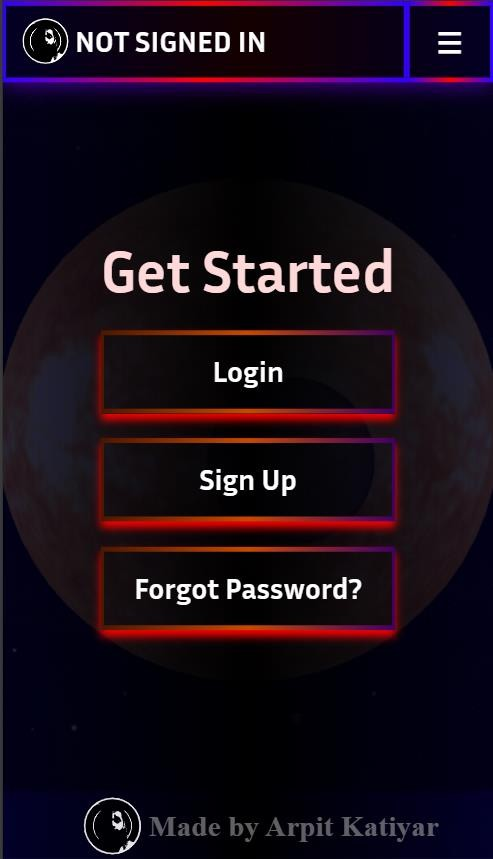 NOT SIGNED IN
Get Started
Login
Sign Up
Forgot Password?
Made by Arpit Katiyar